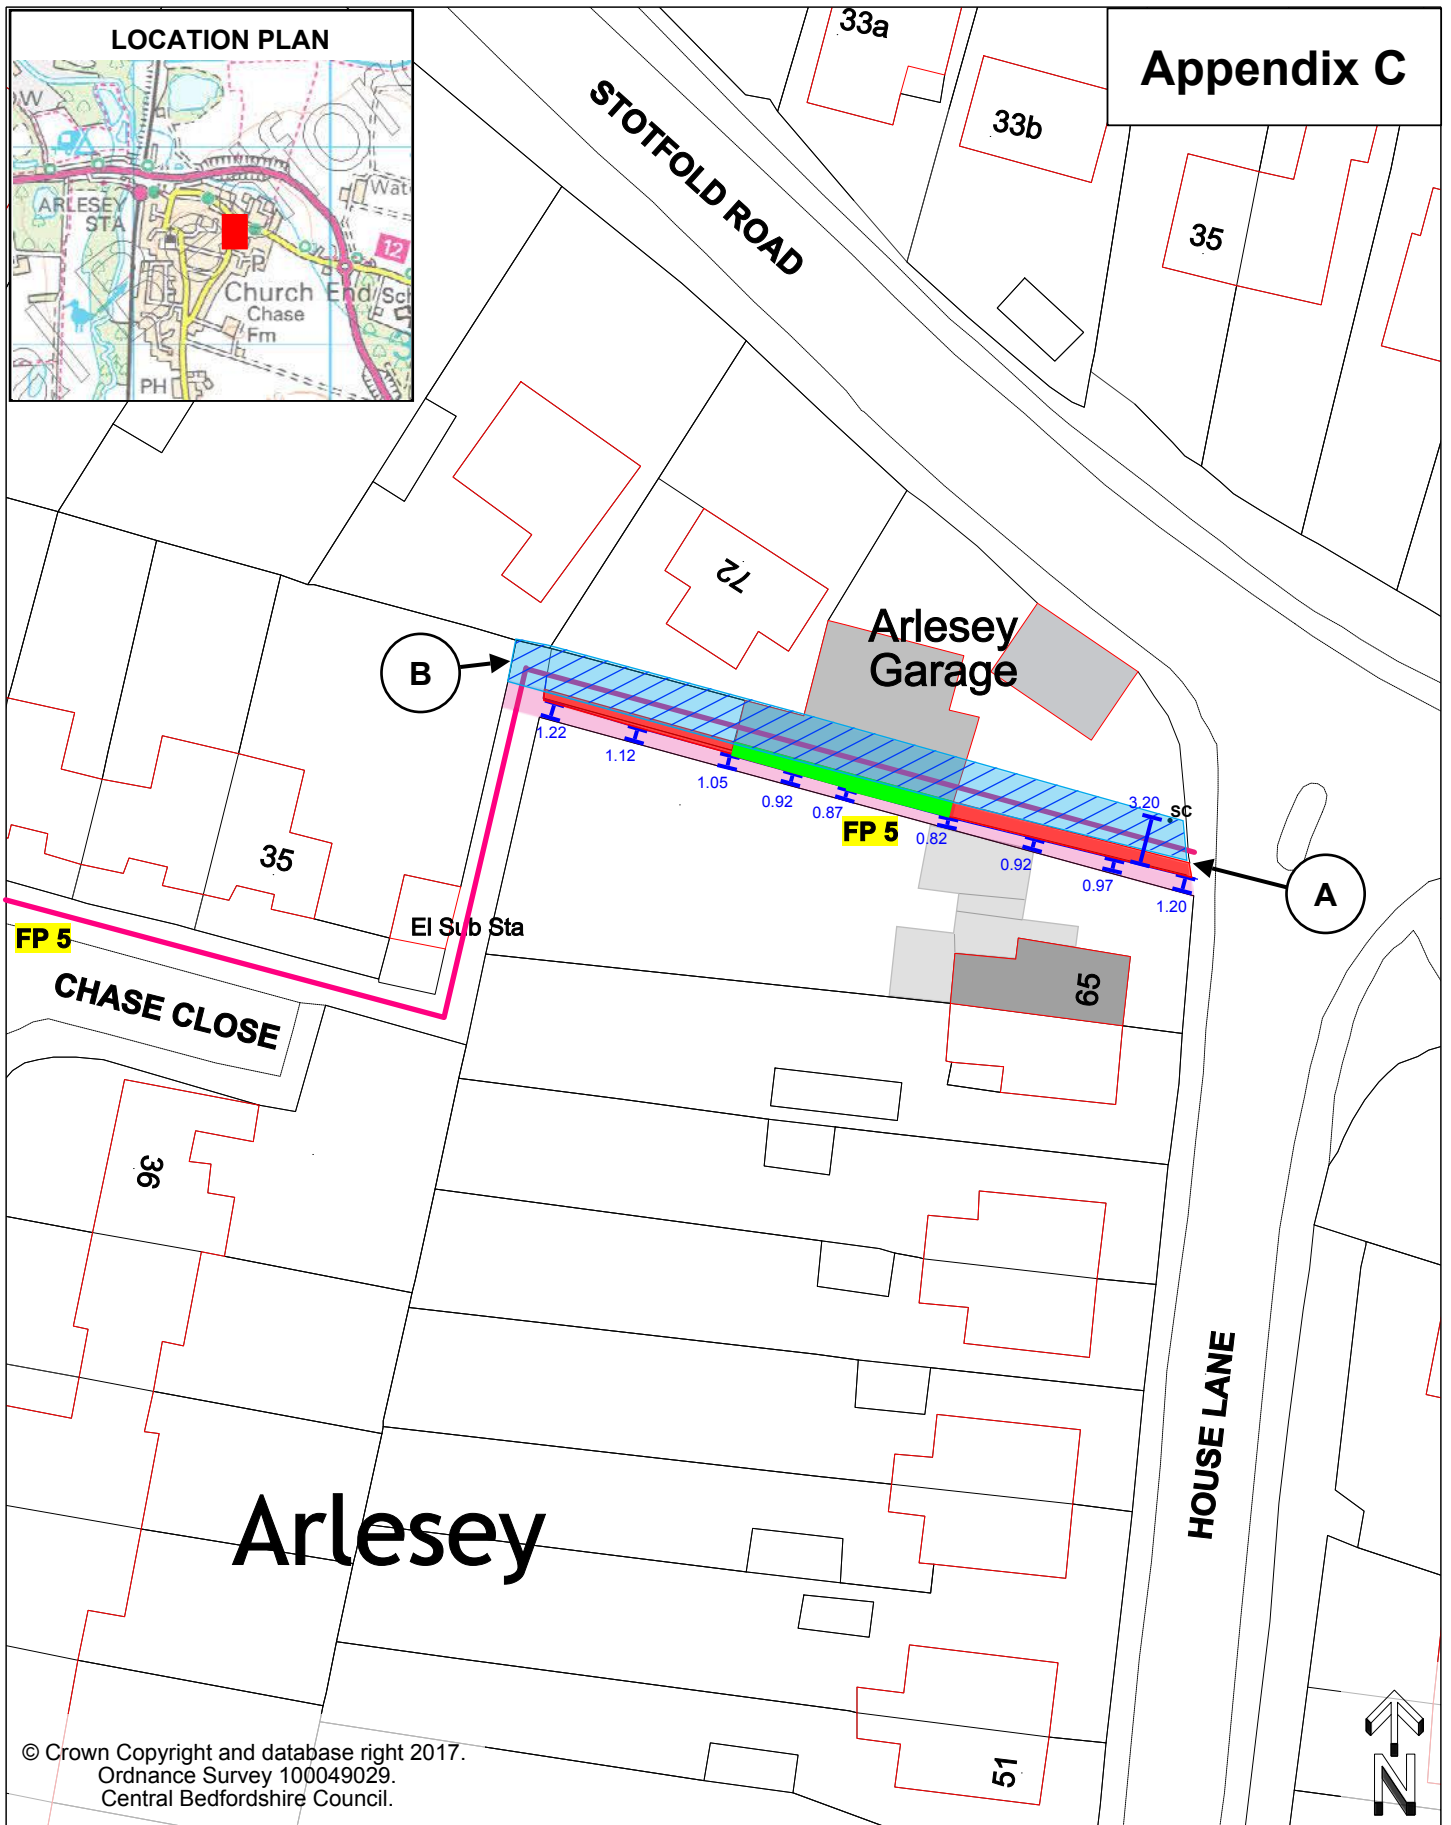 LOCATION PLAN
Appendix C
33a
33b
35
STOTFOLD ROAD
ARLESEY
STA
12
P
Church End
Chase
Fm
PH
72
Arlesey
Garage
B
1.22
1.12
1.05
0.92
0.87
0.82
0.92
0.97
1.20
3.20
SC
FP 5
A
35
El Sub Sta
FP 5
CHASE CLOSE
65
36
HOUSE LANE
Arlesey
51
© Crown Copyright and database right 2017.
Ordnance Survey 100049029.
Central Bedfordshire Council.
N